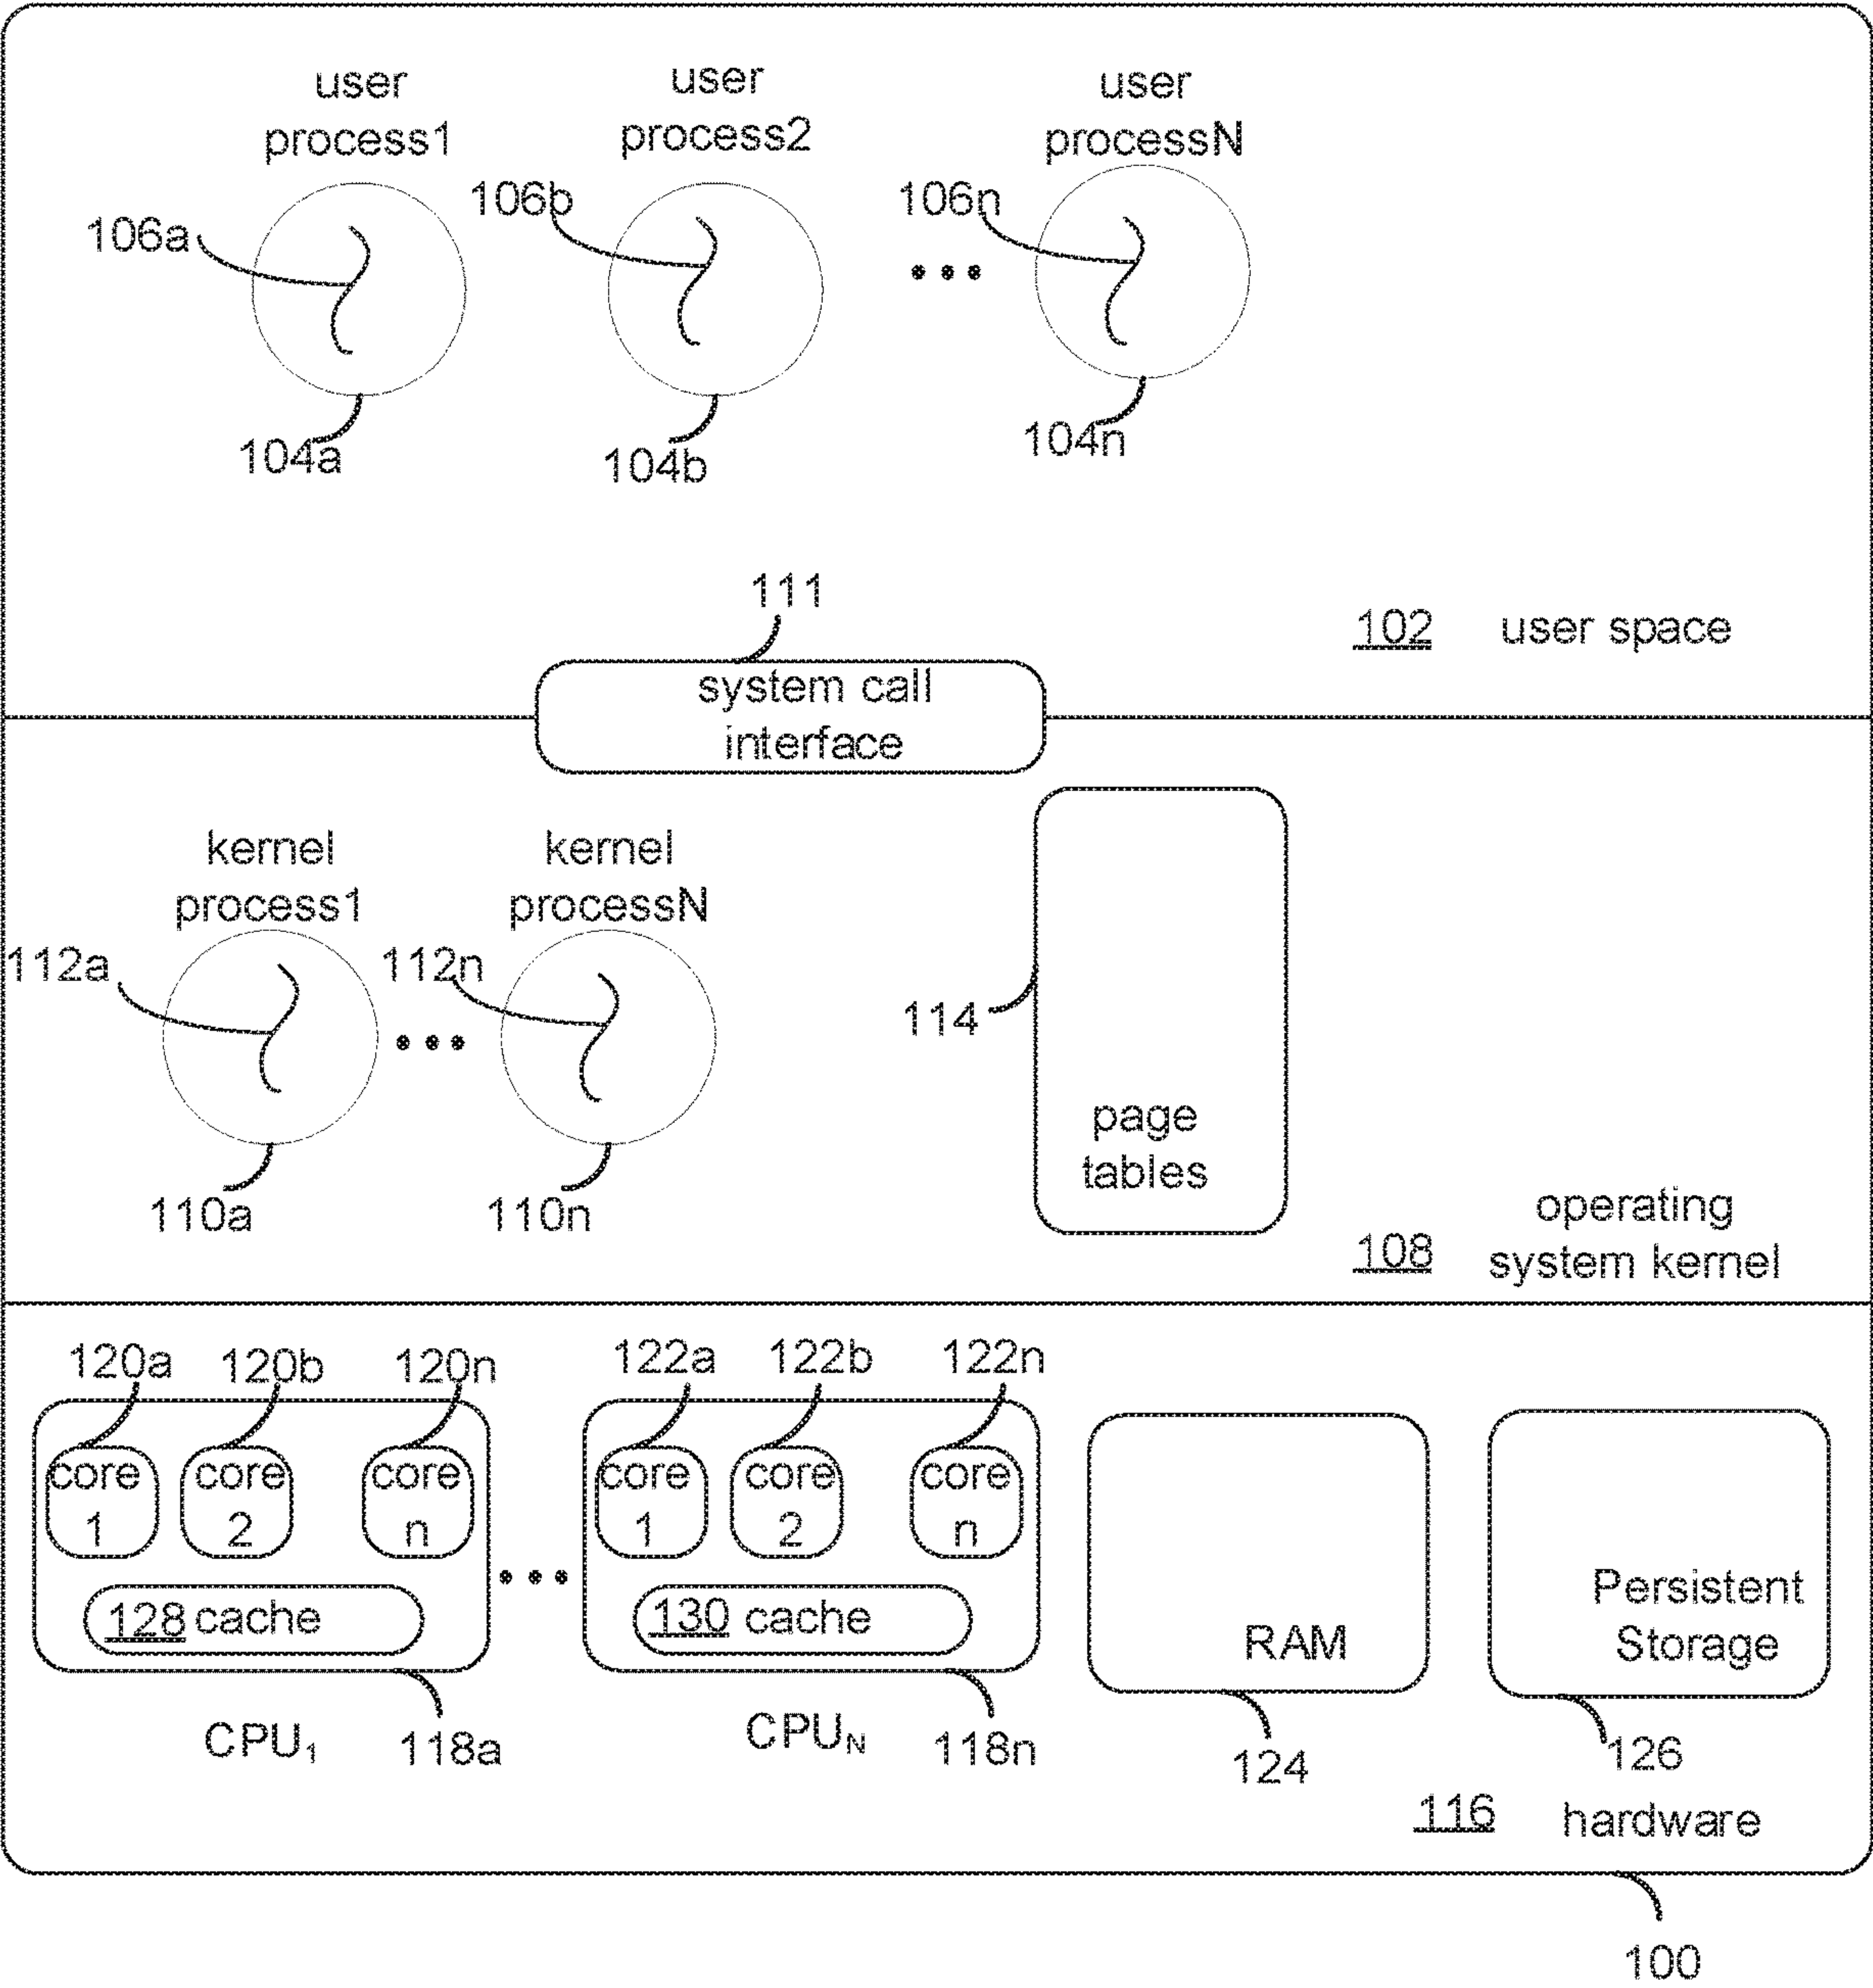 user
process1
user
process2
user
processN
106a
106b
106n
104a
104b
104n
111
102 user space
system call
interface
kernel
process1
kernel
processN
112a
112n
114
page
tables
110a
110n
operating
108 system kernel
120a 120b 120n 122a 122b 122n
core
1
core
2
core
n
core
1
core
2
core
n
128 cache
130 cache
RAM
Persistent
Storage
CPU₁
118a
CPU_N
118n
124
126
116 hardware
100